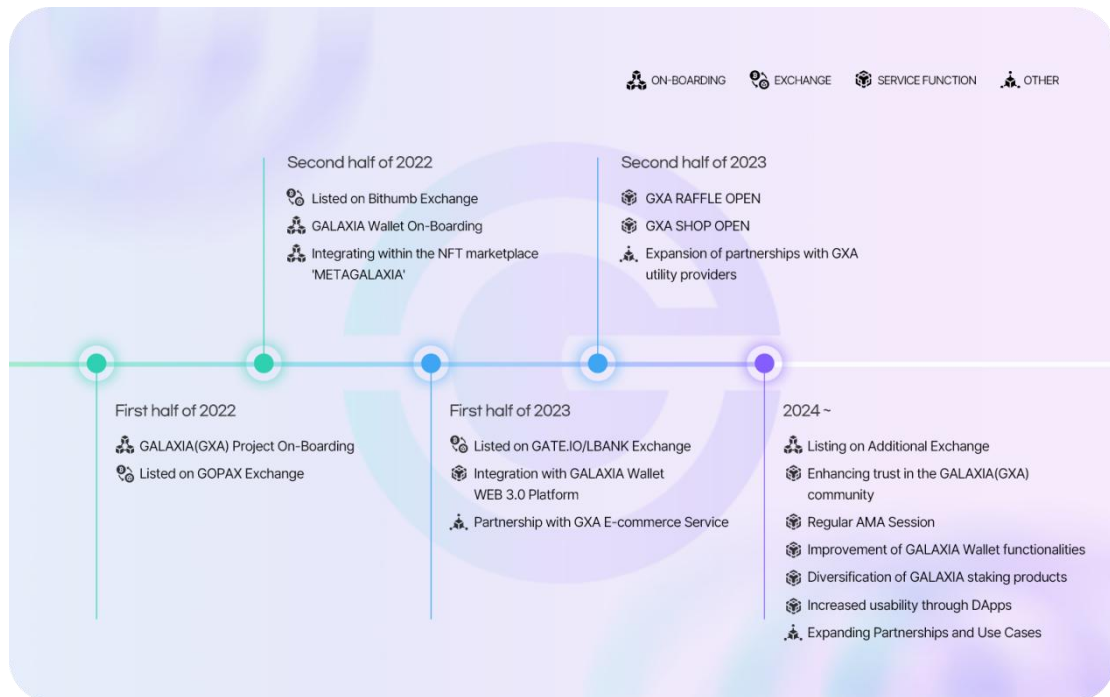 ON-BOARDING
EXCHANGE
SERVICE FUNCTION
OTHER
Second half of 2022
Listed on Bithumb Exchange
GALAXIA Wallet On-Boarding
Integrating within the NFT marketplace
'METAGALAXIA'
Second half of 2023
GXA RAFFLE OPEN
GXA SHOP OPEN
Expansion of partnerships with GXA
utility providers
First half of 2022
GALAXIA(GXA) Project On-Boarding
Listed on GOPAX Exchange
First half of 2023
Listed on GATE.IO/LBANK Exchange
Integration with GALAXIA Wallet
WEB 3.0 Platform
Partnership with GXA E-commerce Service
2024 ~
Listing on Additional Exchange
Enhancing trust in the GALAXIA(GXA)
community
Regular AMA Session
Improvement of GALAXIA Wallet functionalities
Diversification of GALAXIA staking products
Increased usability through DApps
Expanding Partnerships and Use Cases